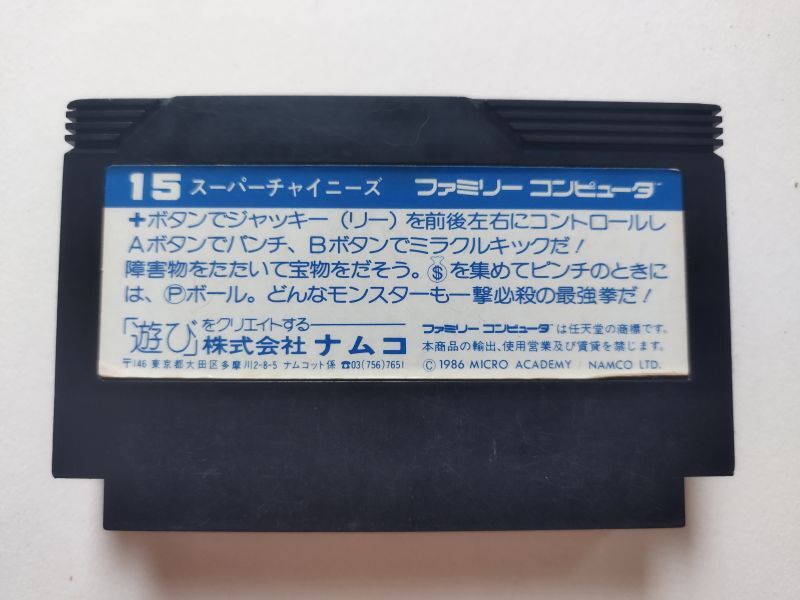 15 スーパーチャイニーズ ファミリー コンピュータ™
+ボタンでジャッキー(リー)を前後左右にコントロールし
Aボタンでパンチ、Bボタンでミラクルキックだ!
障害物をたたいて宝物をだそう。$を集めてピンチのときに
は、Ⓟボール。どんなモンスターも一撃必殺の最強拳だ!
「遊び」をクリエイトする
株式会社 ナムコ
〒146 東京都大田区多摩川2-8-5 ナムコット係 ☎03(756)7651
ファミリー コンピュータ™は任天堂の商標です。
本商品の輸出、使用営業及び賃貸を禁じます。
© 1986 MICRO ACADEMY / NAMCO LTD.